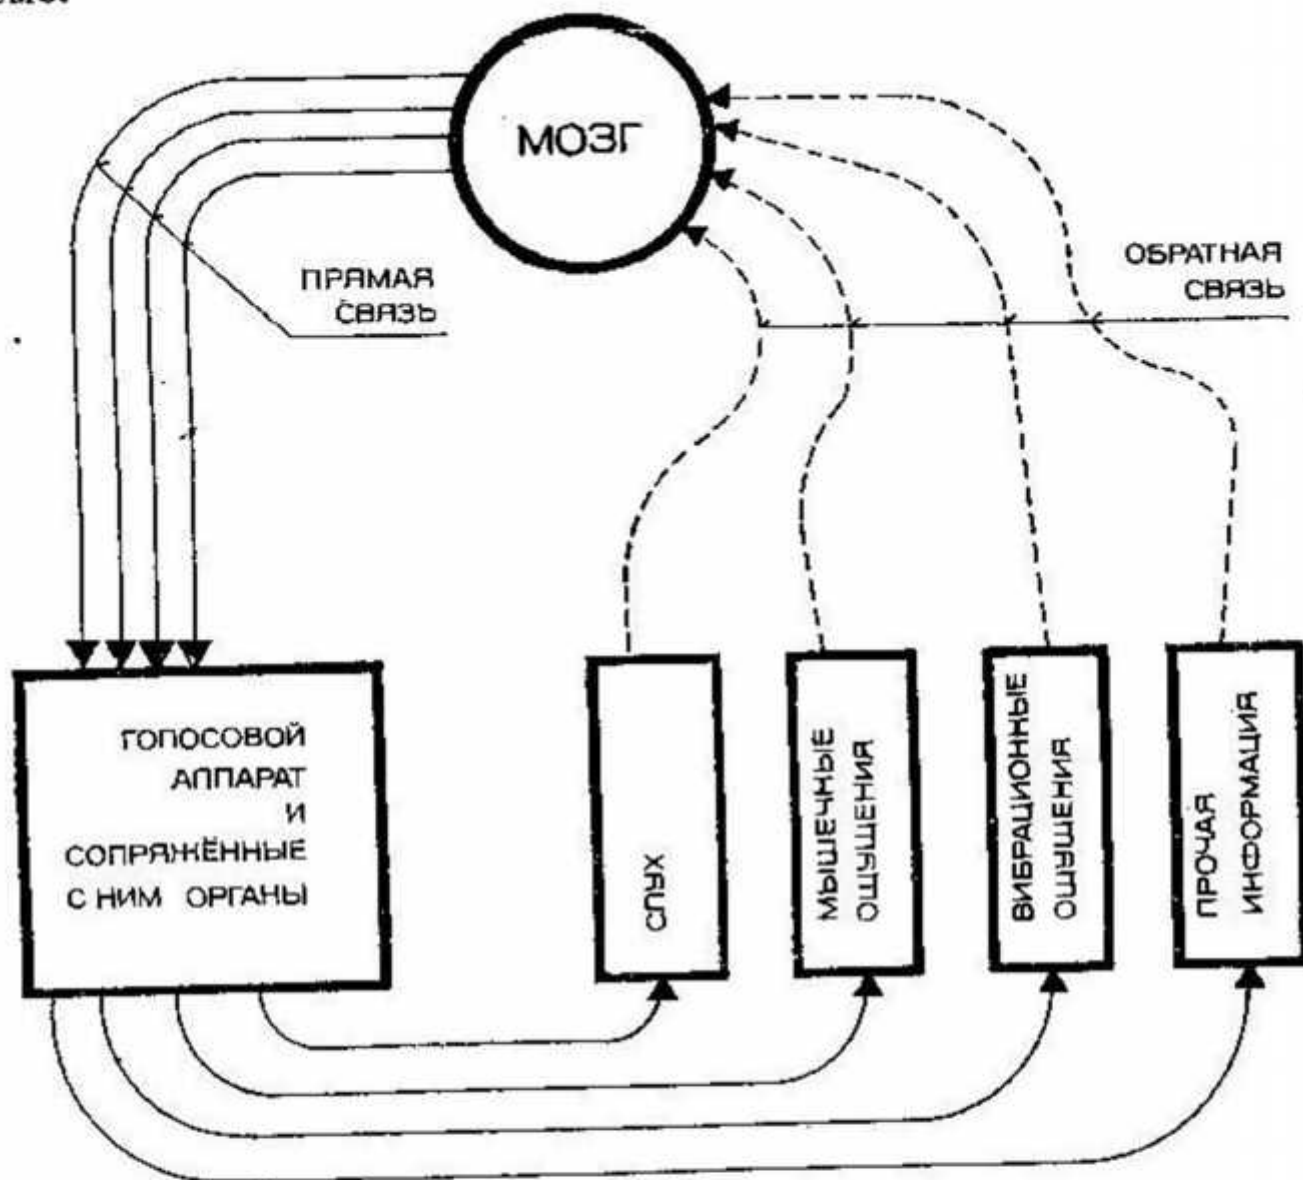 МОЗГ
ПРЯМАЯ
СВЯЗЬ
ОБРАТНАЯ
СВЯЗЬ
ГОЛОСОВОЙ
АППАРАТ
И
СОПРЯЖЁННЫЕ
С НИМ ОРГАНЫ
СЛУХ
МЫШЕЧНЫЕ
ОЩУЩЕНИЯ
ВИБРАЦИОННЫЕ
ОЩУЩЕНИЯ
ПРОЧАЯ
ИНФОРМАЦИЯ